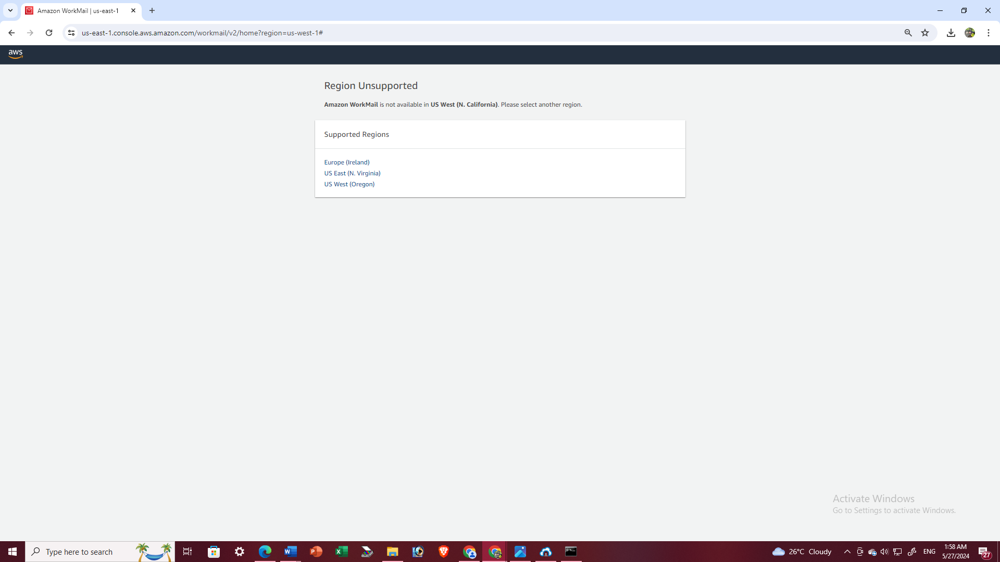 Amazon WorkMail | us-east-1
us-east-1.console.aws.amazon.com/workmail/v2/home?region=us-west-1#
aws
Region Unsupported
Amazon WorkMail is not available in US West (N. California). Please select another region.
Supported Regions
Europe (Ireland)
US East (N. Virginia)
US West (Oregon)
Activate Windows
Go to Settings to activate Windows.
Type here to search
26°C Cloudy
ENG
1:58 AM
5/27/2024
27